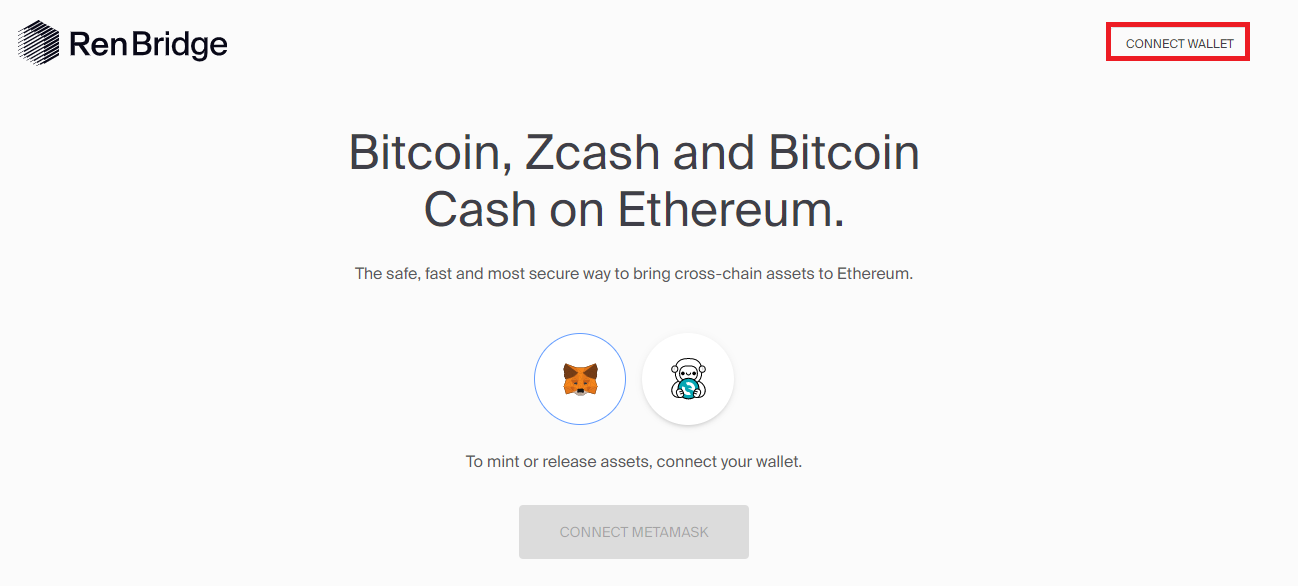 RenBridge
CONNECT WALLET
Bitcoin, Zcash and Bitcoin
Cash on Ethereum.
The safe, fast and most secure way to bring cross-chain assets to Ethereum.
To mint or release assets, connect your wallet.
CONNECT METAMASK